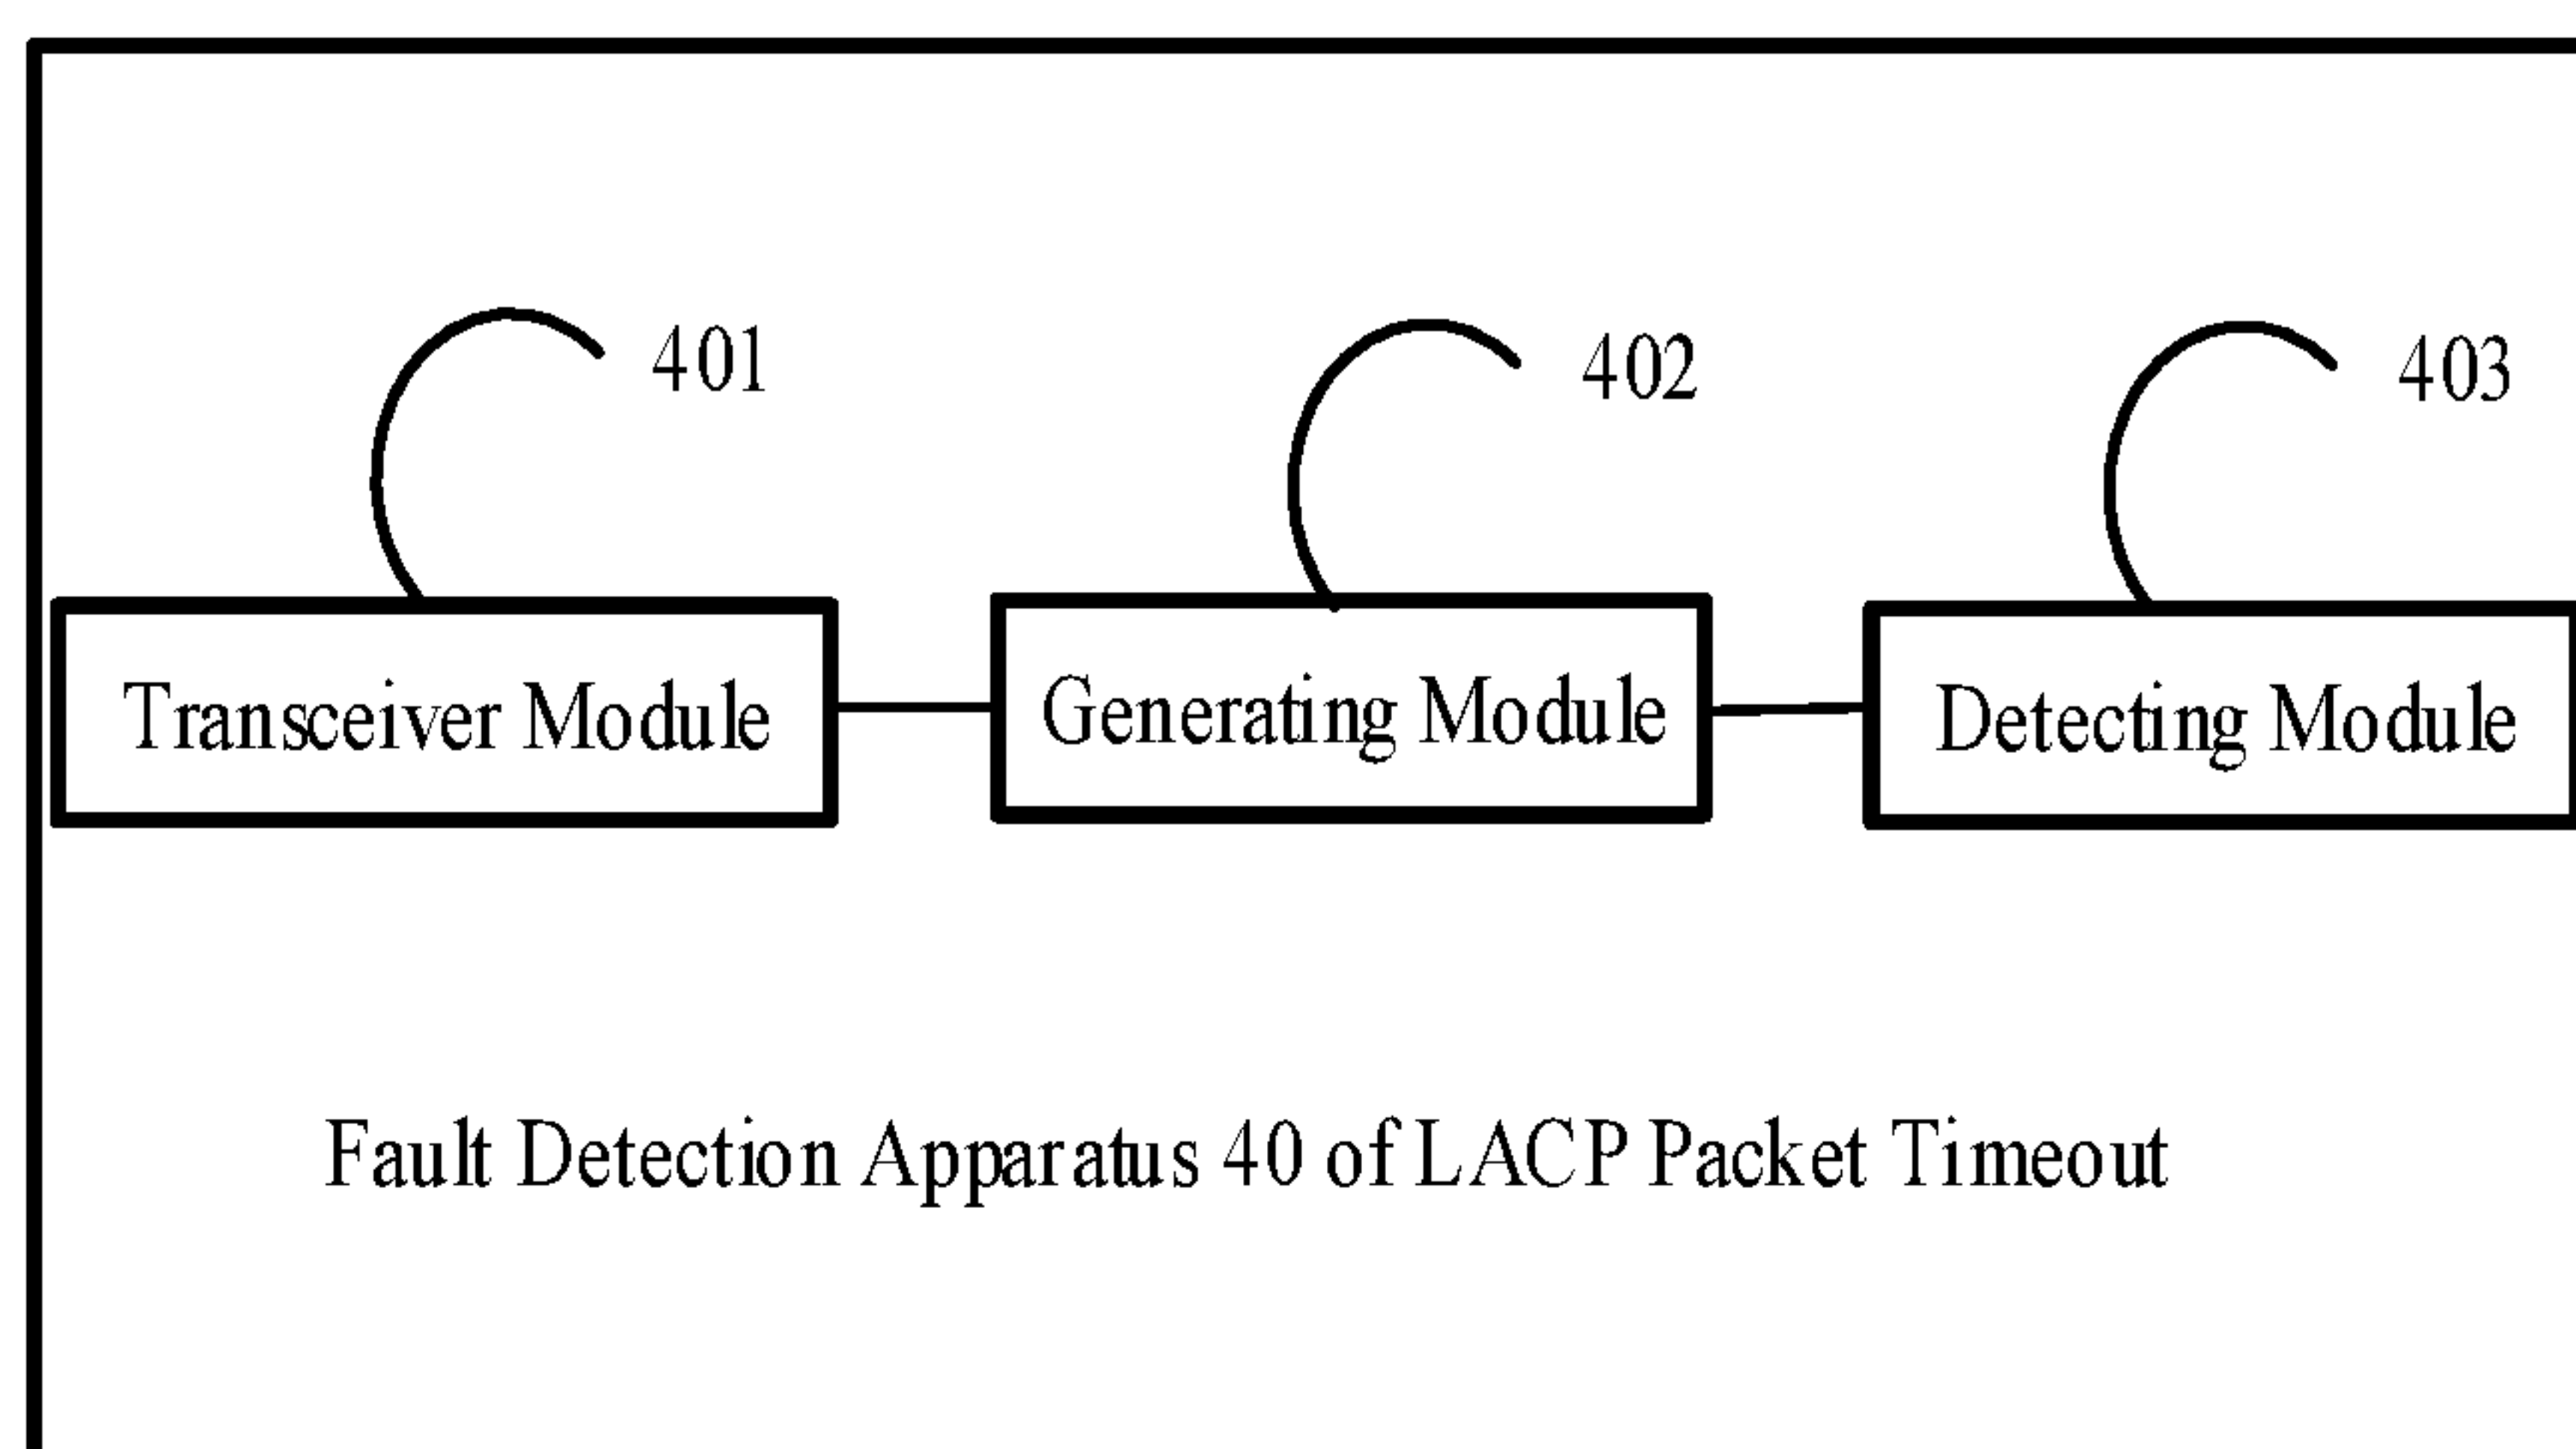 401 402 403
Transceiver Module Generating Module Detecting Module
Fault Detection Apparatus 40 of LACP Packet Timeout